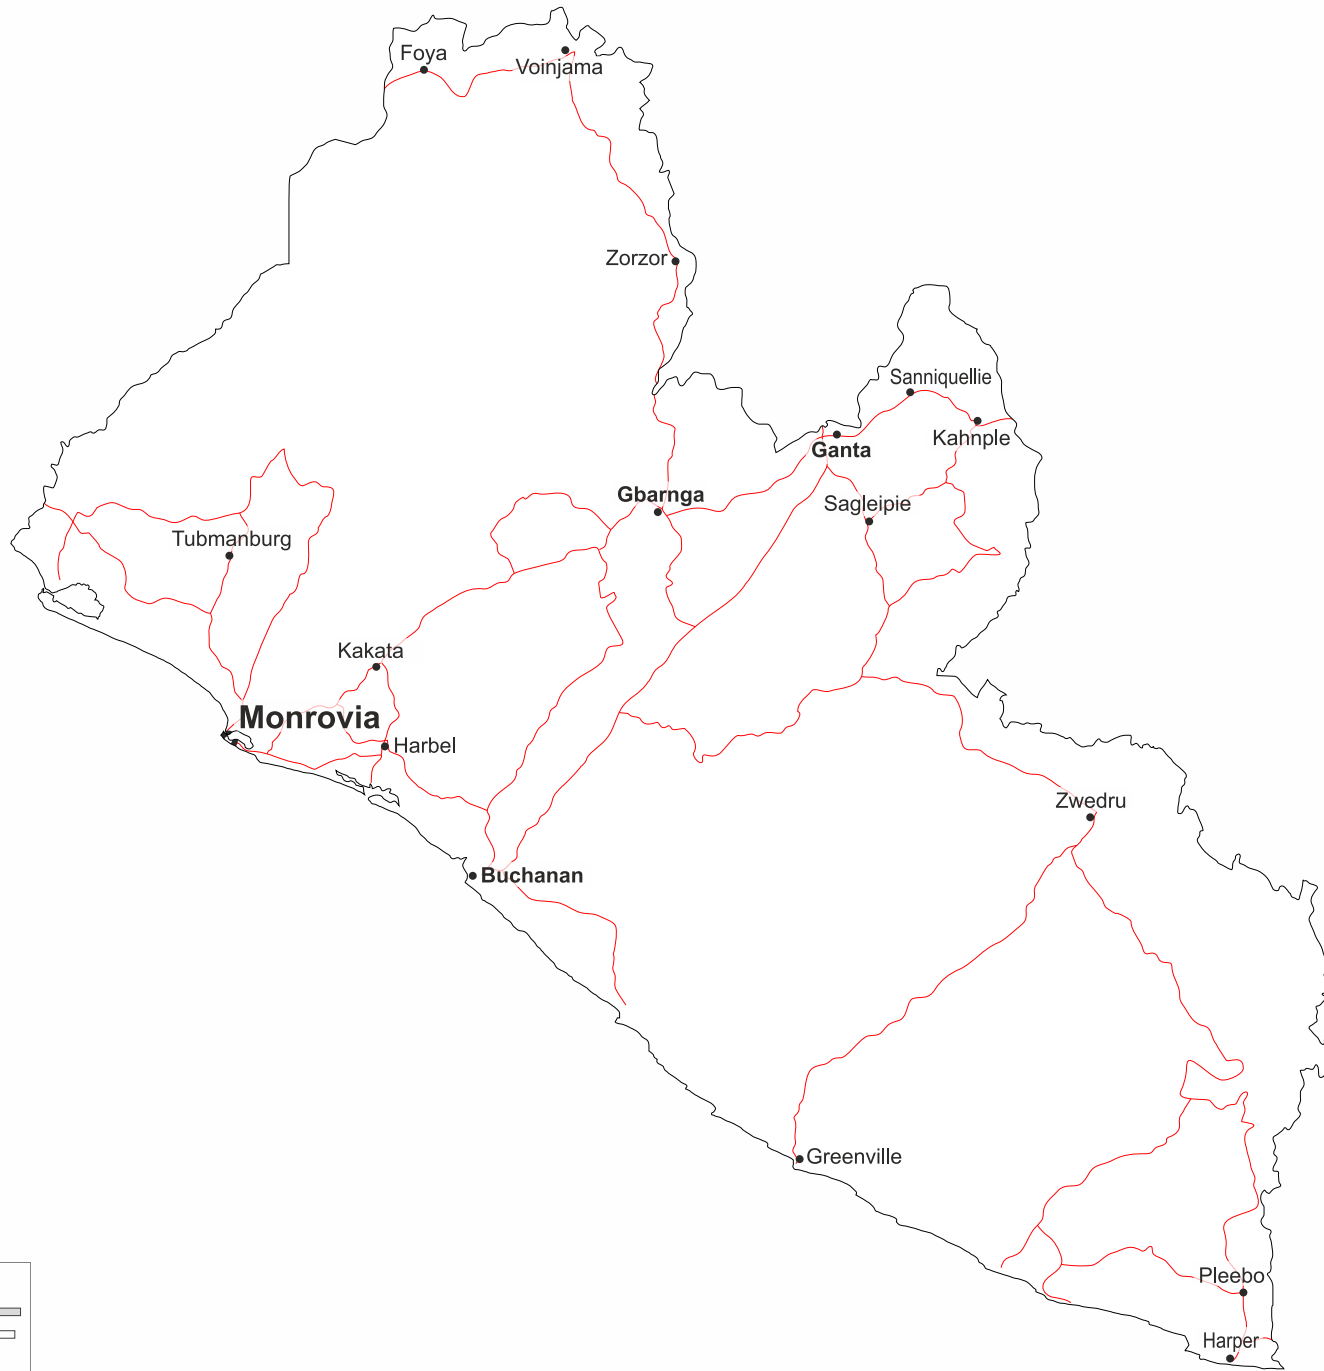 Foya
Voinjama
Zorzor
Sanniquellie
Kahnple
Ganta
Gbarnga
Sagleipie
Tubmanburg
Kakata
Monrovia
Harbel
Zwedru
Buchanan
Greenville
Pleebo
Harper